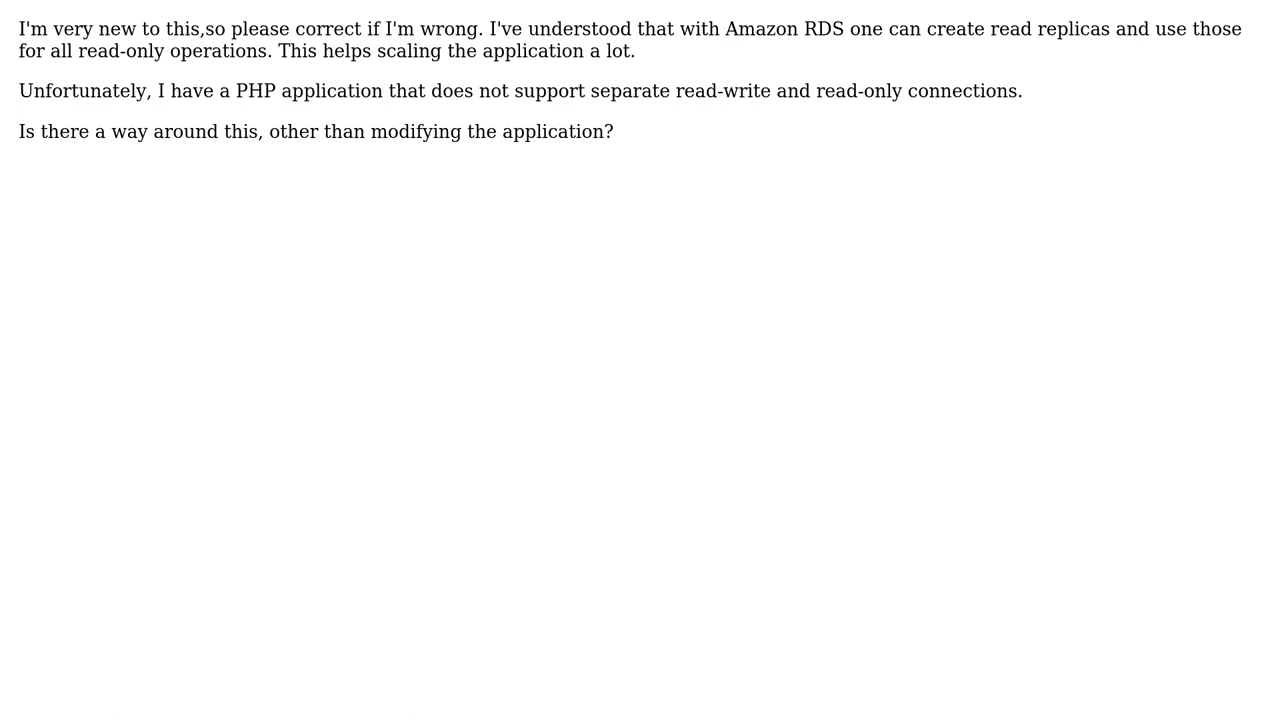 I'm very new to this,so please correct if I'm wrong. I've understood that with Amazon RDS one can create read replicas and use those
for all read-only operations. This helps scaling the application a lot.
Unfortunately, I have a PHP application that does not support separate read-write and read-only connections.
Is there a way around this, other than modifying the application?